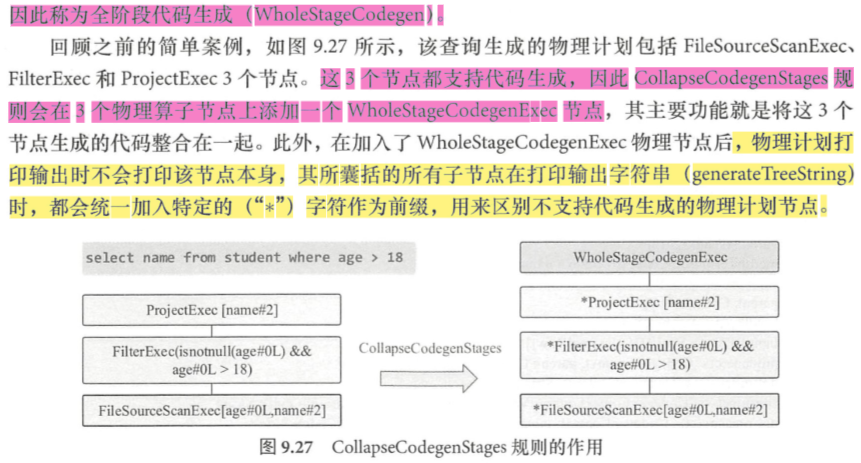 因此称为全阶段代码生成（WholeStageCodegen）。
回顾之前的简单案例，如图 9.27 所示，该查询生成的物理计划包括 FileSourceScanExec、
FilterExec 和 ProjectExec 3 个节点。这 3 个节点都支持代码生成，因此 CollapseCodegenStages 规
则会在 3 个物理算子节点上添加一个 WholeStageCodegenExec 节点，其主要功能就是将这 3 个
节点生成的代码整合在一起。此外，在加入了 WholeStageCodegenExec 物理节点后，物理计划打
印输出时不会打印该节点本身，其所囊括的所有子节点在打印输出字符串（generateTreeString）
时，都会统一加入特定的（“*”）字符作为前缀，用来区别不支持代码生成的物理计划节点。
select name from student where age > 18
ProjectExec [name#2]
FilterExec(isnotnull(age#0L) &&
age#0L > 18)
FileSourceScanExec[age#0L,name#2]
CollapseCodegenStages
WholeStageCodegenExec
*ProjectExec [name#2]
*FilterExec(isnotnull(age#0L) &&
age#0L > 18)
*FileSourceScanExec[age#0L,name#2]
图 9.27 CollapseCodegenStages 规则的作用